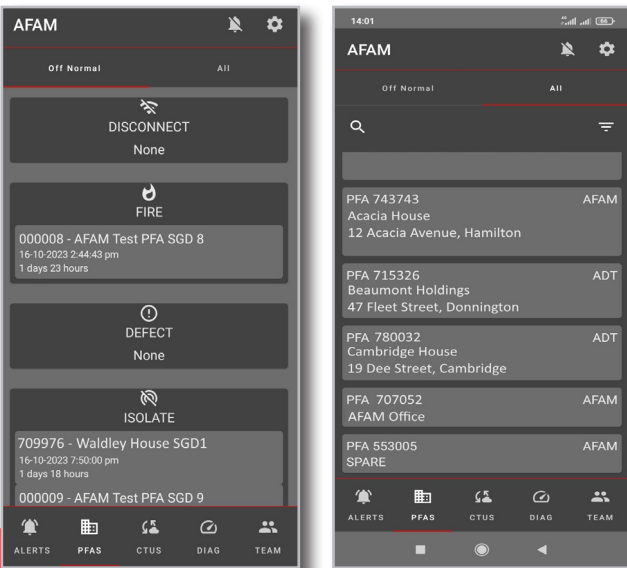 AFAM
Off Normal All
DISCONNECT
None
FIRE
000008 - AFAM Test PFA SGD 8
16-10-2023 2:44:43 pm
1 days 23 hours
DEFECT
None
ISOLATE
709976 - Waldley House SGD1
16-10-2023 7:50:00 pm
1 days 18 hours
000009 - AFAM Test PFA SGD 9
ALERTS PFAS CTUS DIAG TEAM
14:01
66
AFAM
Off Normal All
PFA 743743 AFAM
Acacia House
12 Acacia Avenue, Hamilton
PFA 715326 ADT
Beaumont Holdings
47 Fleet Street, Donnington
PFA 780032 ADT
Cambridge House
19 Dee Street, Cambridge
PFA 707052 AFAM
AFAM Office
PFA 553005 AFAM
SPARE
ALERTS PFAS CTUS DIAG TEAM